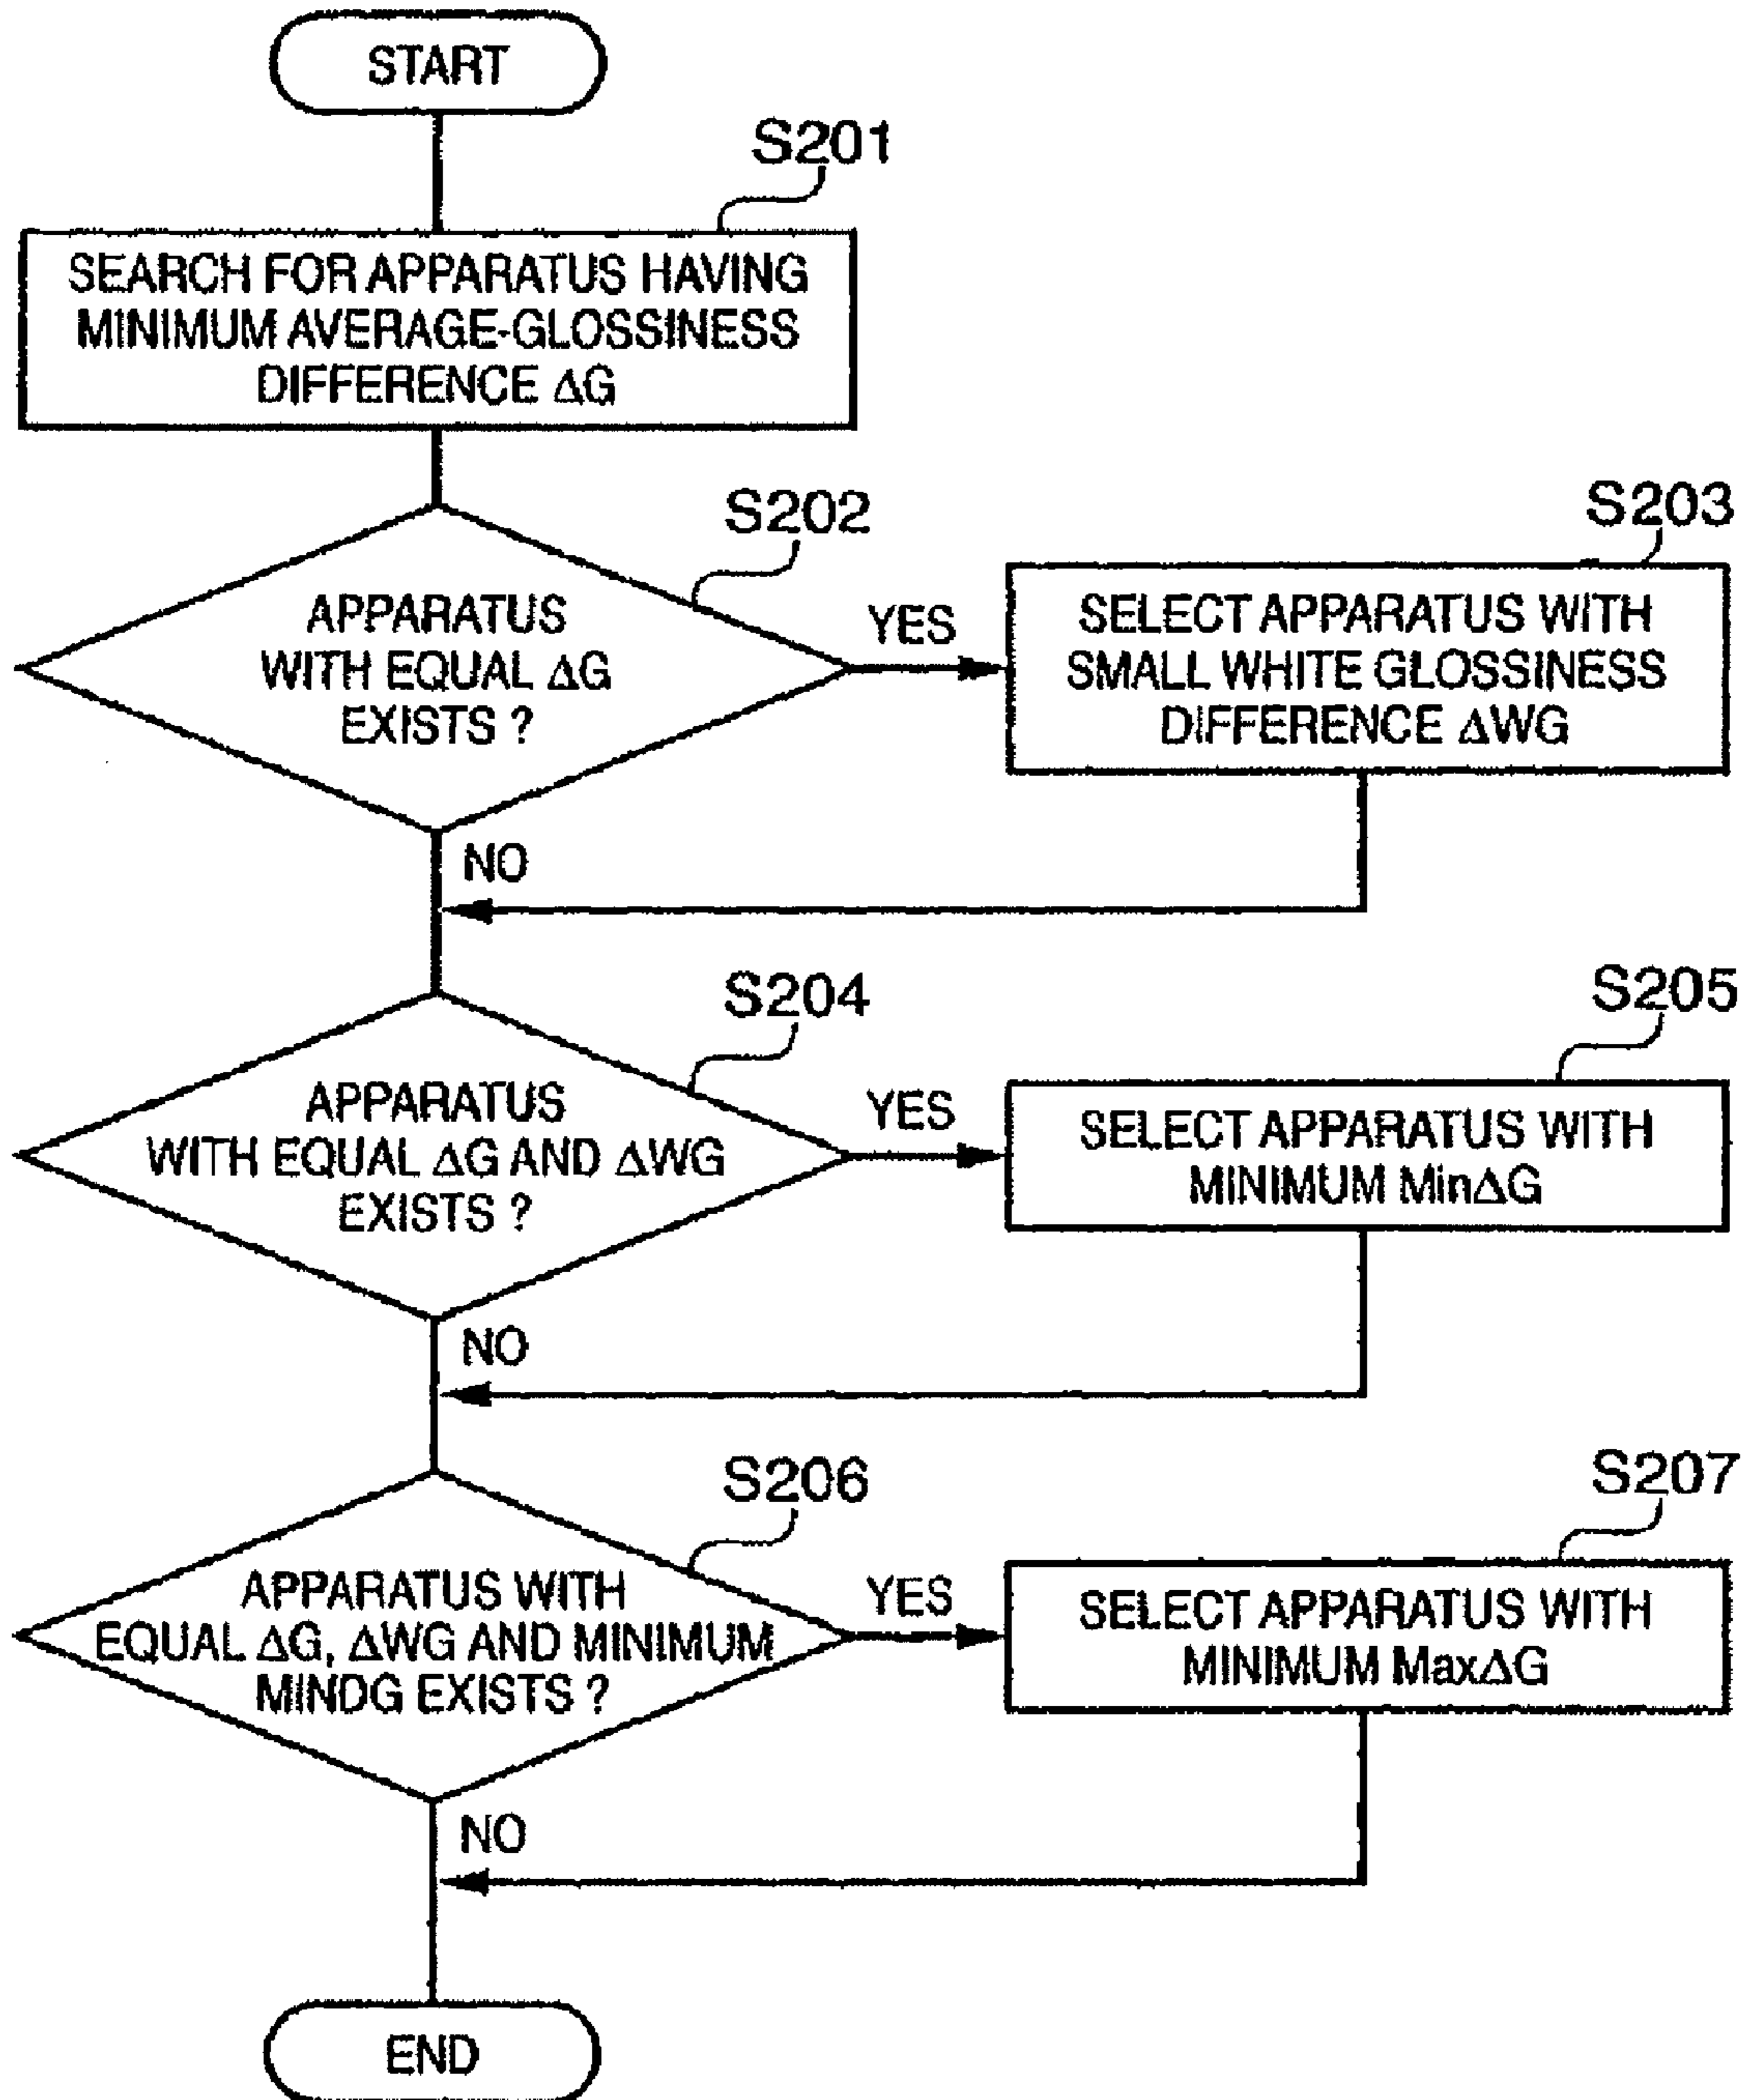 START
S201
SEARCH FOR APPARATUS HAVING
MINIMUM AVERAGE-GLOSSINESS
DIFFERENCE ΔG
S202
APPARATUS
WITH EQUAL ΔG
EXISTS ?
YES
S203
SELECT APPARATUS WITH
SMALL WHITE GLOSSINESS
DIFFERENCE ΔWG
NO
S204
APPARATUS
WITH EQUAL ΔG AND ΔWG
EXISTS ?
YES
S205
SELECT APPARATUS WITH
MINIMUM MinΔG
NO
S206
APPARATUS WITH
EQUAL ΔG, ΔWG AND MINIMUM
MINDG EXISTS ?
YES
S207
SELECT APPARATUS WITH
MINIMUM MaxΔG
NO
END